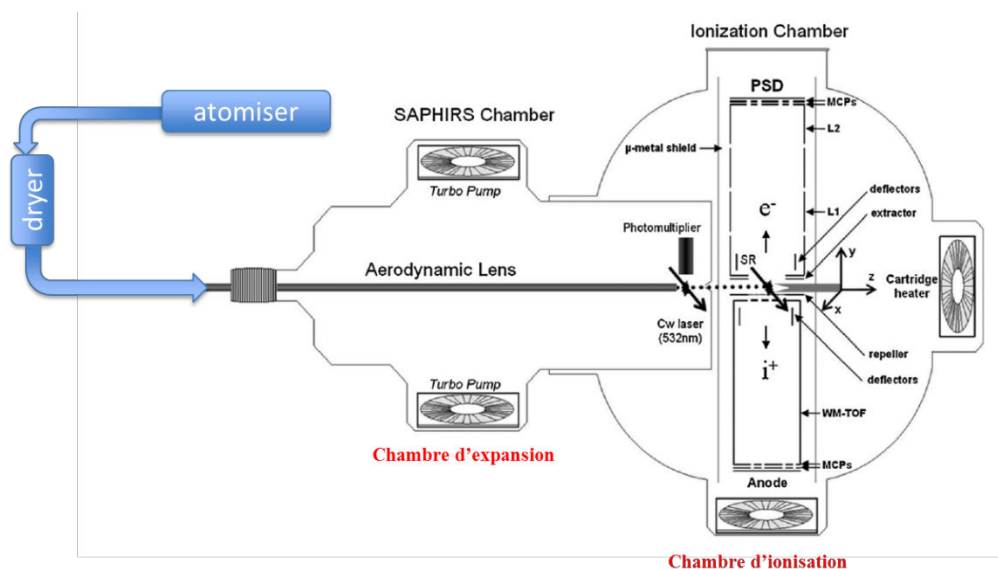 Ionization Chamber
PSD
MCPs
L2
atomiser
SAPHIRS Chamber
μ-metal shield
dryer
Turbo Pump
deflectors
e-
L1
extractor
Photomultiplier
SR
y
Aerodynamic Lens
z
Cartridge
heater
x
Cw laser
(532nm)
repeller
i+
deflectors
Turbo Pump
WM-TOF
Chambre d'expansion
MCPs
Anode
Chambre d'ionisation